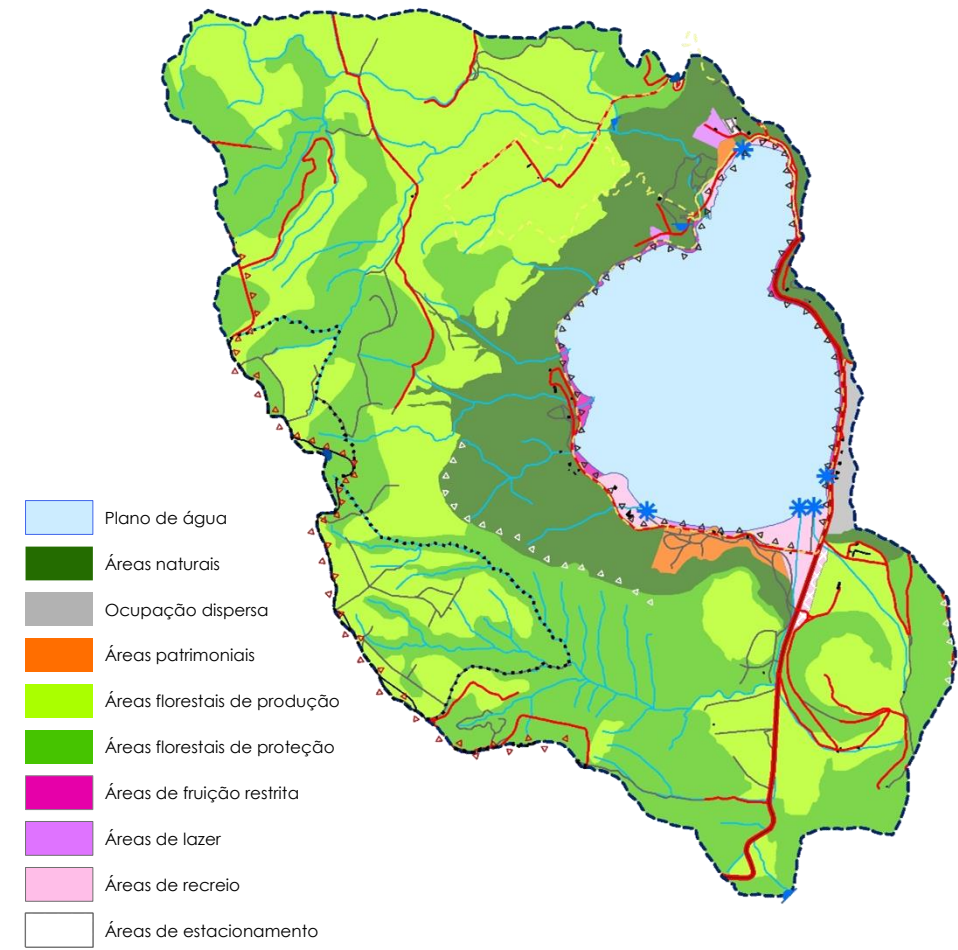 Plano de água
Áreas naturais
Ocupação dispersa
Áreas patrimoniais
Áreas florestais de produção
Áreas florestais de proteção
Áreas de fruição restrita
Áreas de lazer
Áreas de recreio
Áreas de estacionamento